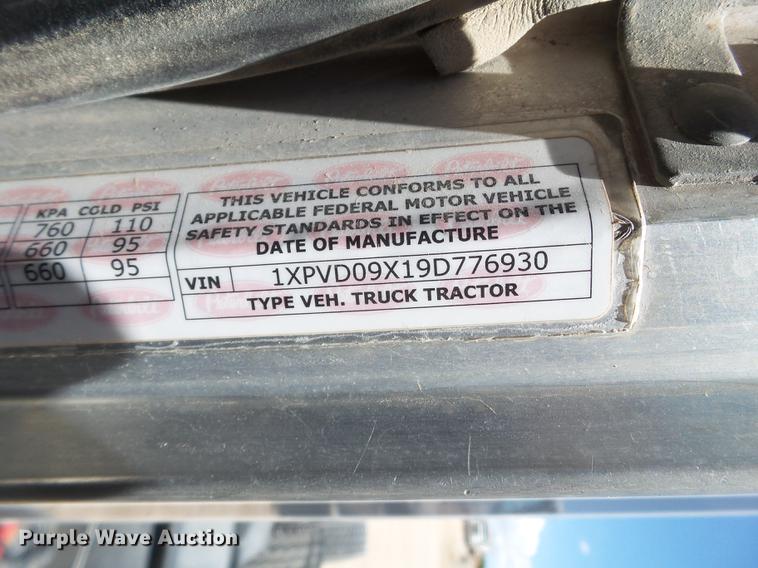 KPA COLD PSI
760 110
660 95
660 95
THIS VEHICLE CONFORMS TO ALL
APPLICABLE FEDERAL MOTOR VEHICLE
SAFETY STANDARDS IN EFFECT ON THE
DATE OF MANUFACTURE
VIN 1XPVD09X19D776930
TYPE VEH. TRUCK TRACTOR
Purple Wave Auction